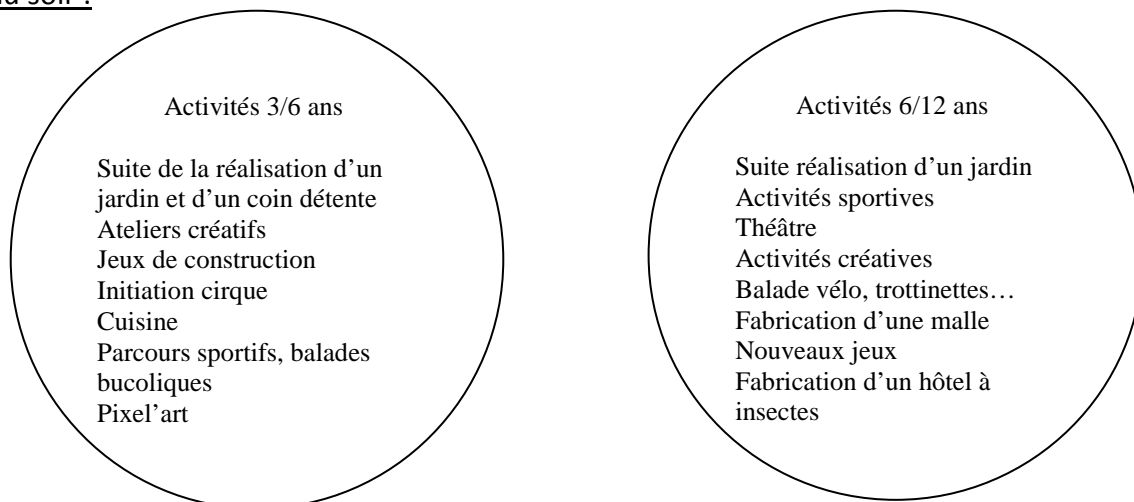 du soir :
Activités 3/6 ans
Suite de la réalisation d’un
jardin et d’un coin détente
Ateliers créatifs
Jeux de construction
Initiation cirque
Cuisine
Parcours sportifs, balades
bucoliques
Pixel’art
Activités 6/12 ans
Suite réalisation d’un jardin
Activités sportives
Théâtre
Activités créatives
Balade vélo, trottinettes…
Fabrication d’une malle
Nouveaux jeux
Fabrication d’un hôtel à
insectes